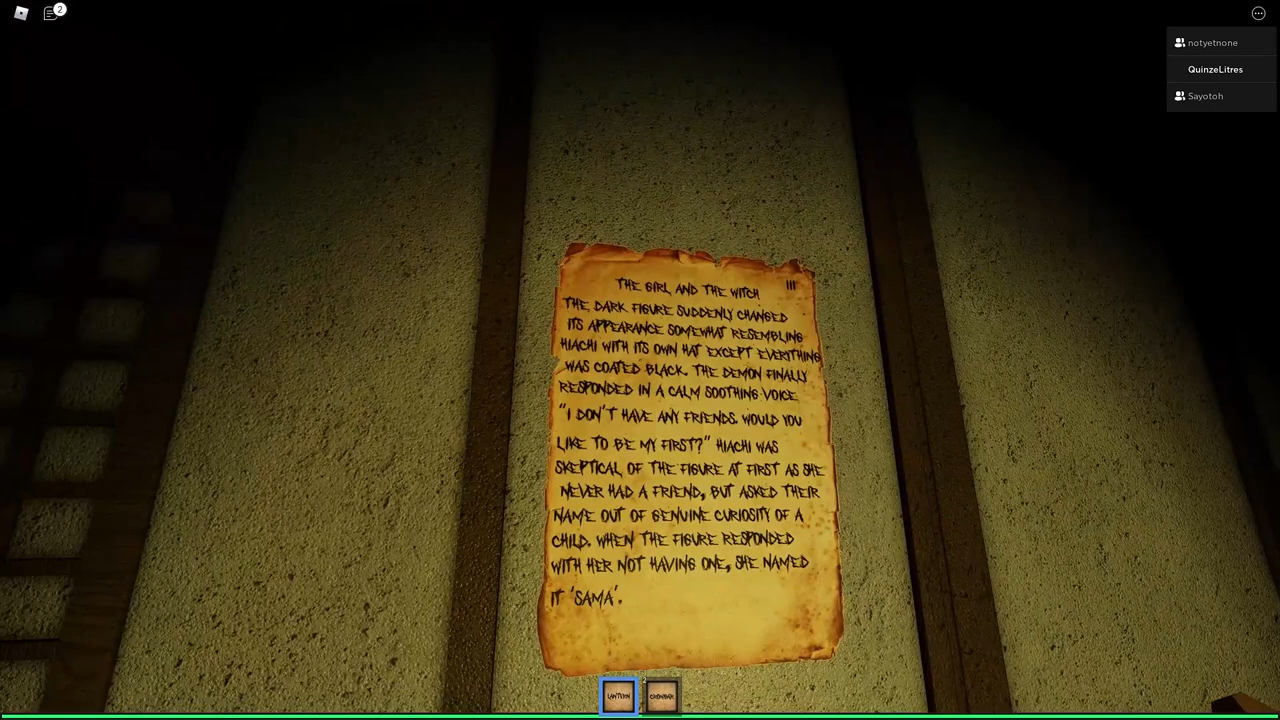 2
notyetnone
QuinzeLitres
Sayotoh
THE GIRL AND THE WITCH
III
THE DARK FIGURE SUDDENLY CHANGED
ITS APPEARANCE SOMEWHAT RESEMBLING
HIACHI WITH ITS OWN HAT EXCEPT EVERYTHING
WAS COATED BLACK. THE DEMON FINALLY
RESPONDED IN A CALM SOOTHING VOICE
"I DON'T HAVE ANY FRIENDS. WOULD YOU
LIKE TO BE MY FIRST?" HIACHI WAS
SKEPTICAL OF THE FIGURE AT FIRST AS SHE
NEVER HAD A FRIEND, BUT ASKED THEIR
NAME OUT OF GENUINE CURIOSITY OF A
CHILD. WHEN THE FIGURE RESPONDED
WITH HER NOT HAVING ONE, SHE NAMED
IT 'SAMA'.
LANTERN
CROWBAR